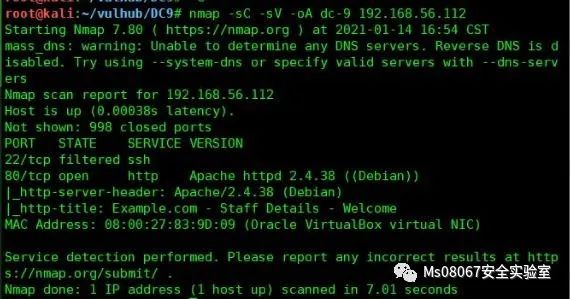 root@kali:~/vulhub/DC9# nmap -sC -sV -oA dc-9 192.168.56.112
Starting Nmap 7.80 ( https://nmap.org ) at 2021-01-14 16:54 CST
mass_dns: warning: Unable to determine any DNS servers. Reverse DNS is d
isabled. Try using --system-dns or specify valid servers with --dns-serv
ers
Nmap scan report for 192.168.56.112
Host is up (0.00038s latency).
Not shown: 998 closed ports
PORT   STATE    SERVICE VERSION
22/tcp filtered ssh
80/tcp open     http    Apache httpd 2.4.38 ((Debian))
|_http-server-header: Apache/2.4.38 (Debian)
|_http-title: Example.com - Staff Details - Welcome
MAC Address: 08:00:27:83:9D:09 (Oracle VirtualBox virtual NIC)
Service detection performed. Please report any incorrect results at http
s://nmap.org/submit/ .
Nmap done: 1 IP address (1 host up) scanned in 7.01 seconds
Ms08067安全实验室